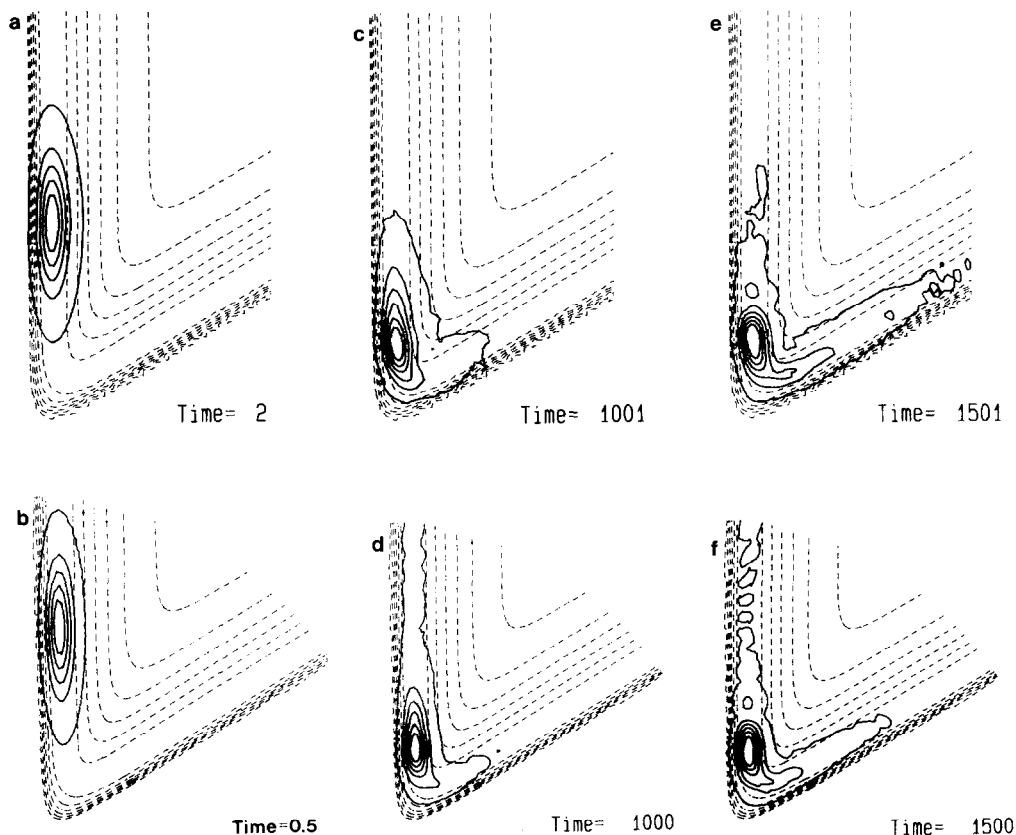 a
c
e
Time= 2
Time= 1001
Time= 1501
b
d
f
Time=0.5
Time= 1000
Time= 1500